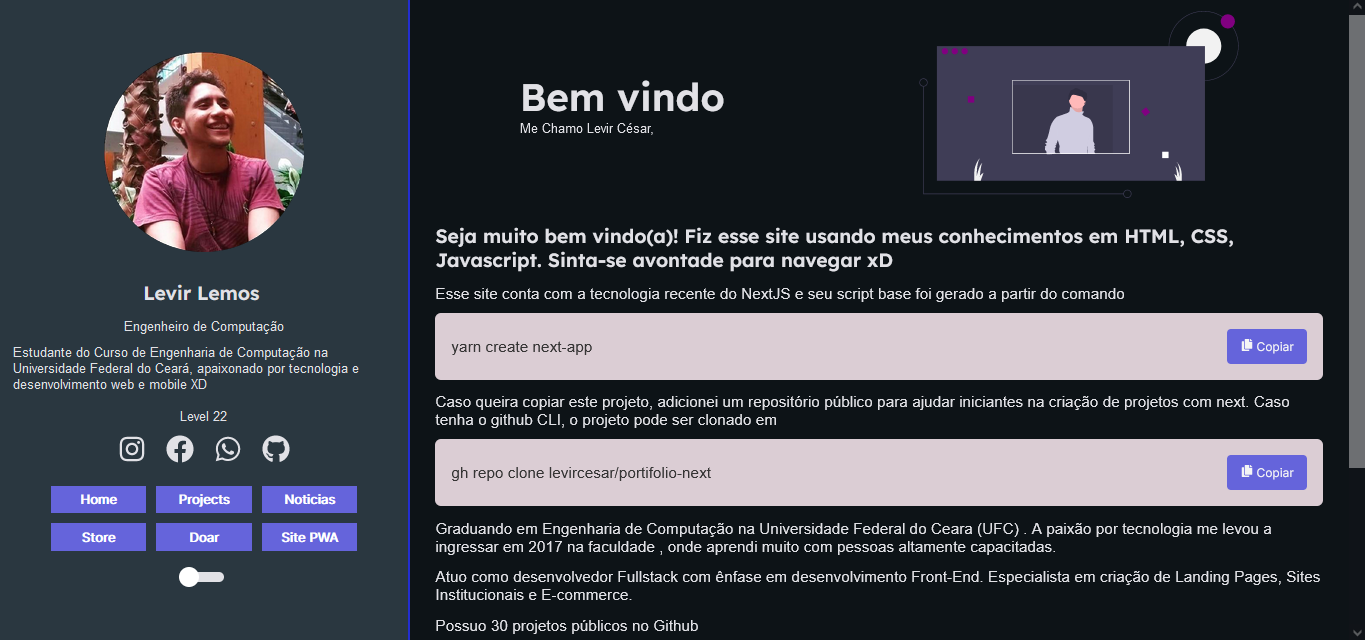 Levir Lemos
Engenheiro de Computação
Estudante do Curso de Engenharia de Computação na
Universidade Federal do Ceará, apaixonado por tecnologia e
desenvolvimento web e mobile XD
Level 22
Home Projects Noticias
Store Doar Site PWA
Bem vindo
Me Chamo Levir César,
Seja muito bem vindo(a)! Fiz esse site usando meus conhecimentos em HTML, CSS,
Javascript. Sinta-se avontade para navegar xD
Esse site conta com a tecnologia recente do NextJS e seu script base foi gerado a partir do comando
yarn create next-app Copiar
Caso queira copiar este projeto, adicionei um repositório público para ajudar iniciantes na criação de projetos com next. Caso
tenha o github CLI, o projeto pode ser clonado em
gh repo clone levircesar/portifolio-next Copiar
Graduando em Engenharia de Computação na Universidade Federal do Ceara (UFC) . A paixão por tecnologia me levou a
ingressar em 2017 na faculdade , onde aprendi muito com pessoas altamente capacitadas.
Atuo como desenvolvedor Fullstack com ênfase em desenvolvimento Front-End. Especialista em criação de Landing Pages, Sites
Institucionais e E-commerce.
Possuo 30 projetos públicos no Github